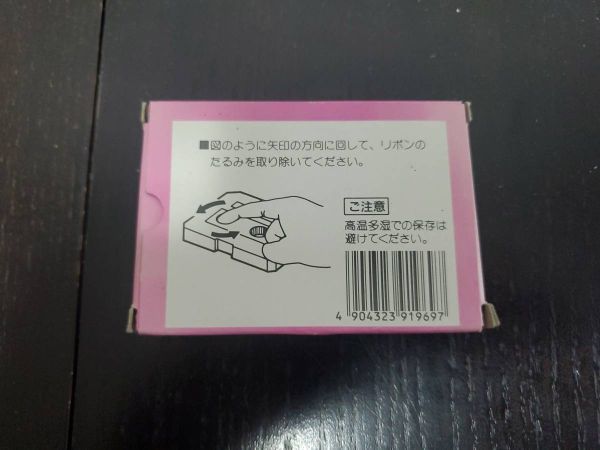 ■図のように矢印の方向に回して、リボンの
たるみを取り除いてください。
ご注意
高温多湿での保存は
避けてください。
4 904323 919697